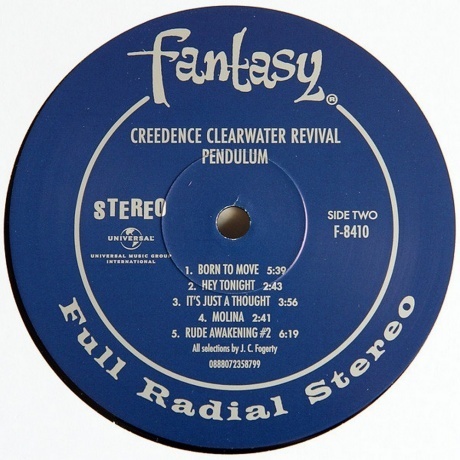 fantasy®
CREEDENCE CLEARWATER REVIVAL
PENDULUM
STEREO
UNIVERSAL
UNIVERSAL MUSIC GROUP
INTERNATIONAL
SIDE TWO
F-8410
1. BORN TO MOVE 5:39
2. HEY TONIGHT 2:43
3. IT'S JUST A THOUGHT 3:56
4. MOLINA 2:41
5. RUDE AWAKENING #2 6:19
All selections by J. C. Fogerty
0888072358799
Full Radial Stereo